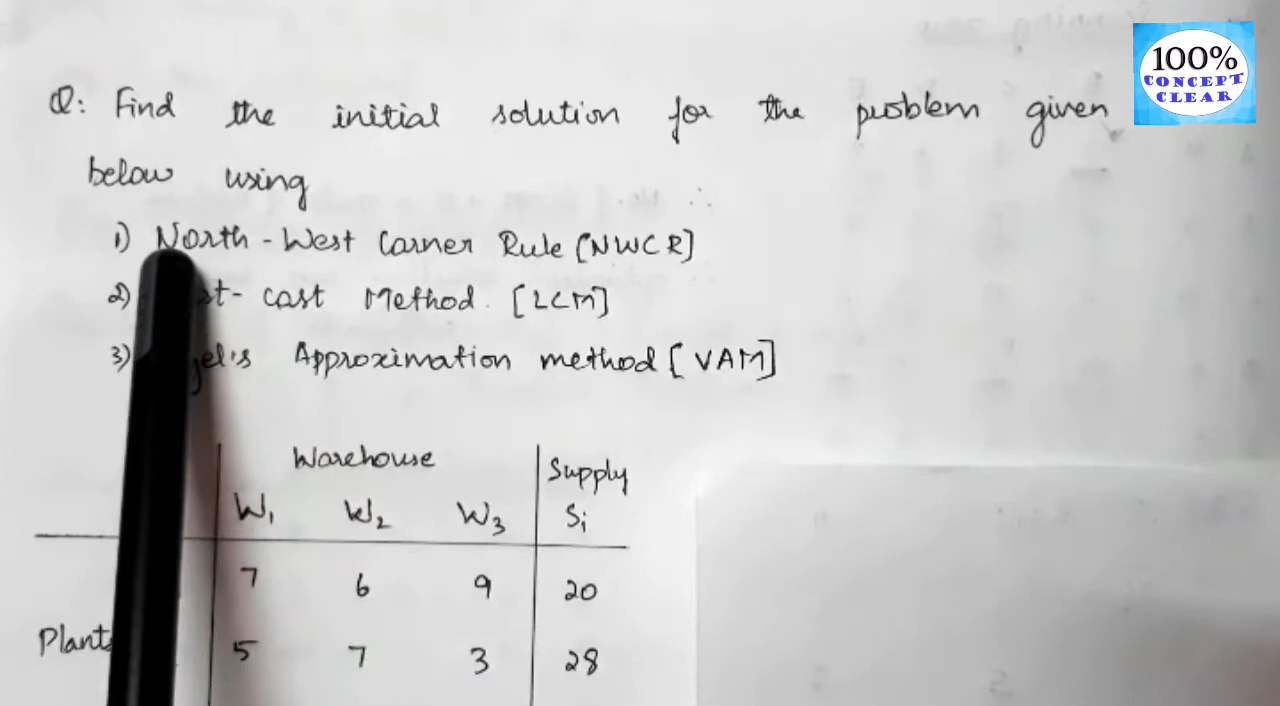 100%
CONCEPT
CLEAR
Q: Find the initial solution for the problem given
below using
1) North-West Corner Rule [NWCR]
2) cost Method. [LCM]
3) Approximation method [VAM]
Warehouse Supply
W1 W2 W3 Si
7 6 9 20
Plants 5 7 3 28